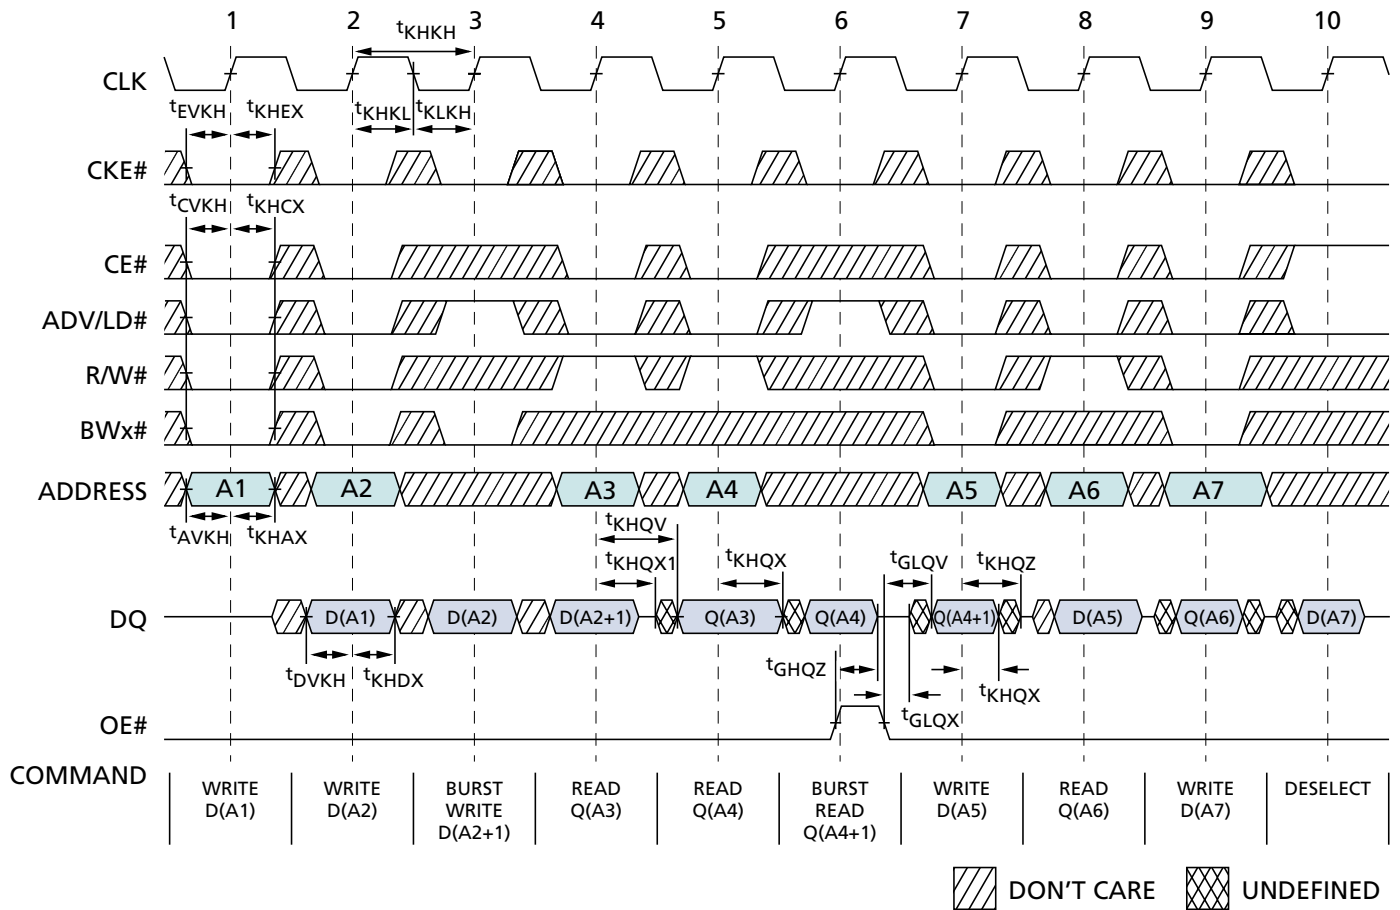 1 2 3 4 5 6 7 8 9 10
tKHKH
CLK
tEVKH tKHEX tKHKL tKLKH
CKE#
tCVKH tKHCX
CE#
ADV/LD#
R/W#
BWx#
ADDRESS A1 A2 A3 A4 A5 A6 A7
tAVKH tKHAX
tKHQV
tKHQX1 tKHQX tGLQV tKHQZ
DQ D(A1) D(A2) D(A2+1) Q(A3) Q(A4) Q(A4+1) D(A5) Q(A6) D(A7)
tDVKH tKHDX tGHQZ tKHQX
tGLQX
OE#
COMMAND
WRITE WRITE BURST READ READ BURST WRITE READ WRITE DESELECT
D(A1) D(A2) WRITE Q(A3) Q(A4) READ D(A5) Q(A6) D(A7)
D(A2+1) Q(A4+1)
DON'T CARE UNDEFINED